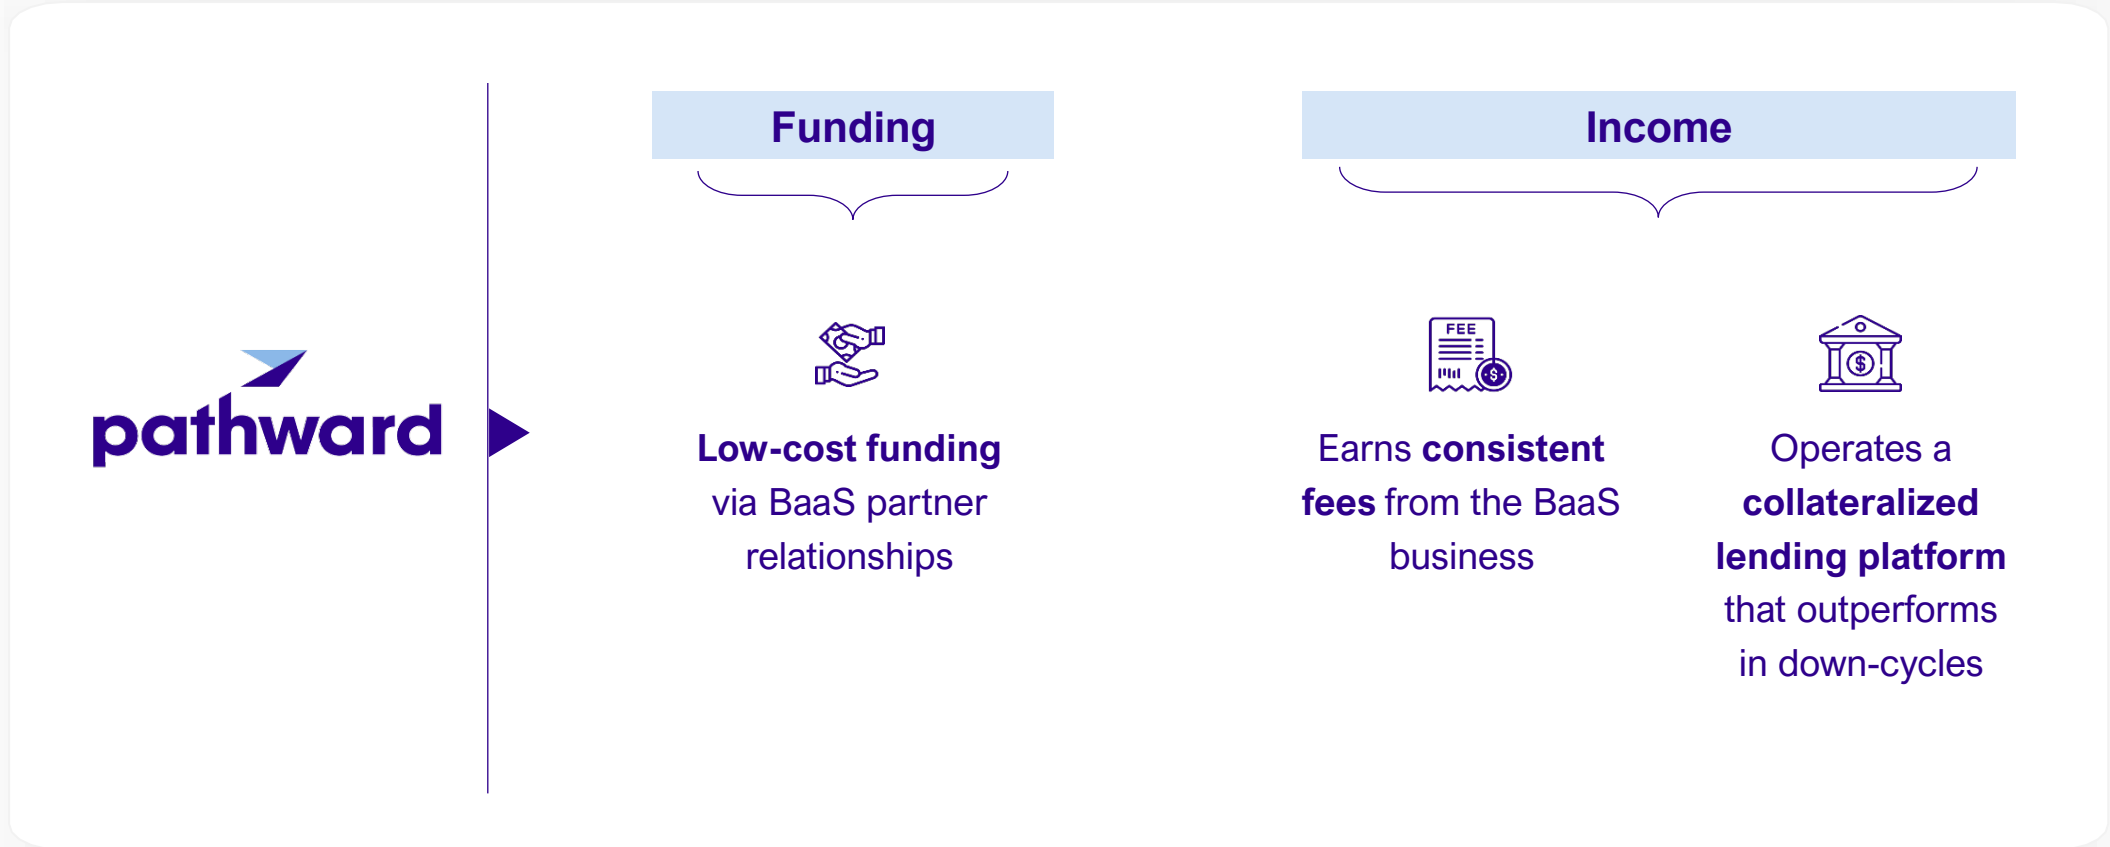 Funding
Income
pathward
Low-cost funding
via BaaS partner
relationships
FEE
Earns consistent
fees from the BaaS
business
Operates a
collateralized
lending platform
that outperforms
in down-cycles